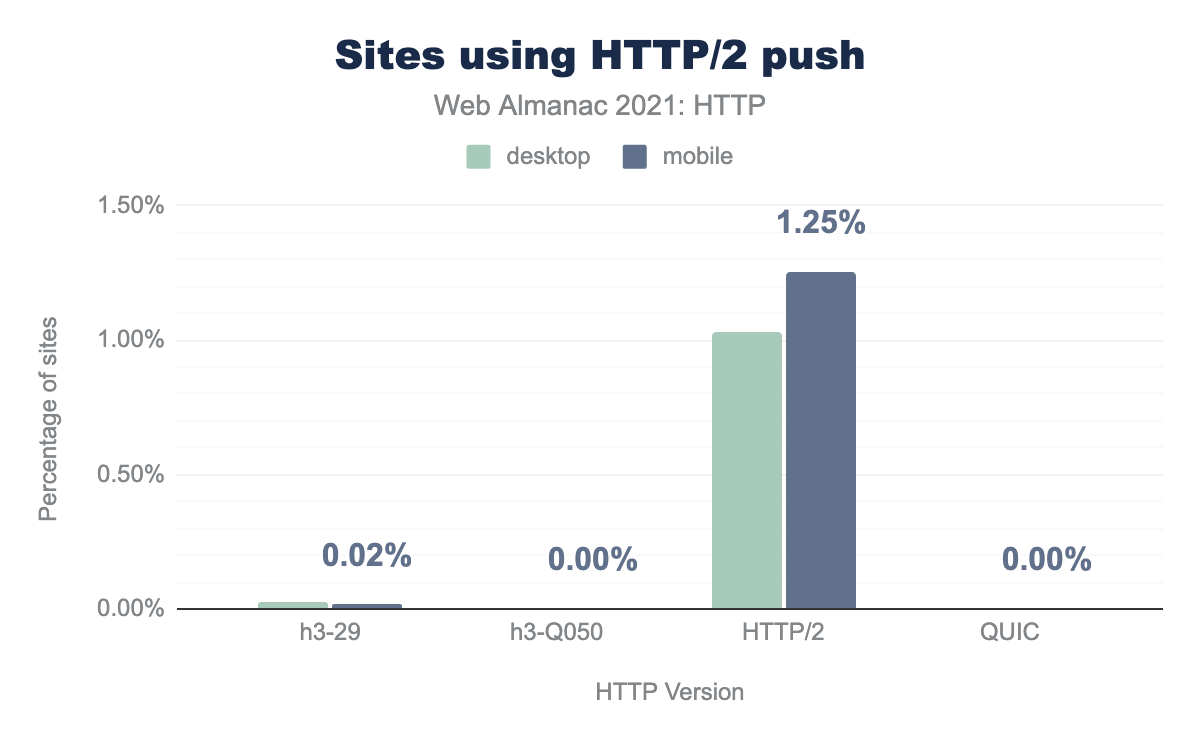 Sites using HTTP/2 push
Web Almanac 2021: HTTP
desktop mobile
1.50%
1.25%
1.00%
0.50%
0.02% 0.00% 0.00%
0.00%
Percentage of sites
h3-29 h3-Q050 HTTP/2 QUIC
HTTP Version